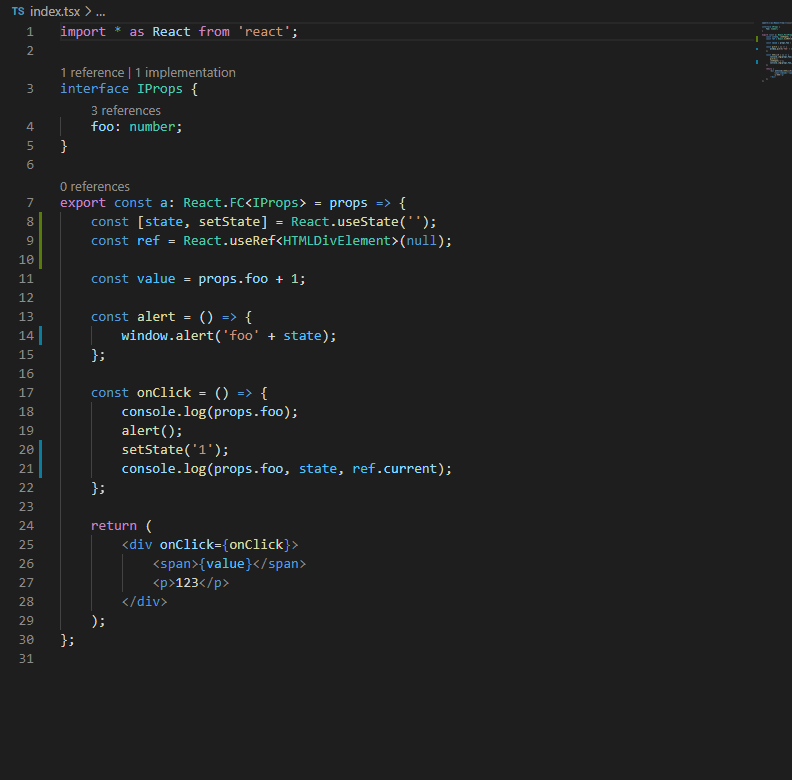 TS index.tsx > ...
1 import * as React from 'react';
2
1 reference | 1 implementation
3 interface IProps {
3 references
4     foo: number;
5 }
6
0 references
7 export const a: React.FC<IProps> = props => {
8     const [state, setState] = React.useState('');
9     const ref = React.useRef<HTMLDivElement>(null);
10
11     const value = props.foo + 1;
12
13     const alert = () => {
14         window.alert('foo' + state);
15     };
16
17     const onClick = () => {
18         console.log(props.foo);
19         alert();
20         setState('1');
21         console.log(props.foo, state, ref.current);
22     };
23
24     return (
25         <div onClick={onClick}>
26             <span>{value}</span>
27             <p>123</p>
28         </div>
29     );
30 };
31